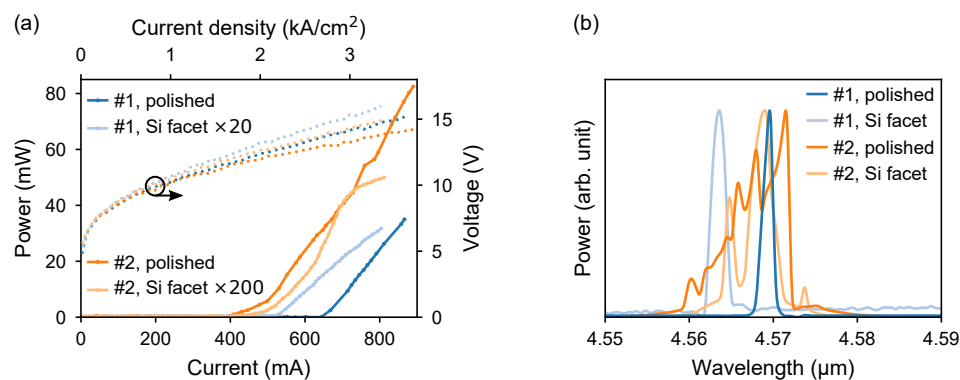 (a)
Current density (kA/cm²)
0 1 2 3
Power (mW)
80
60
40
20
0
#1, polished
#1, Si facet ×20
#2, polished
#2, Si facet ×200
15
10
5
0
Voltage (V)
0 200 400 600 800
Current (mA)
(b)
Power (arb. unit)
#1, polished
#1, Si facet
#2, polished
#2, Si facet
4.55 4.56 4.57 4.58 4.59
Wavelength (μm)